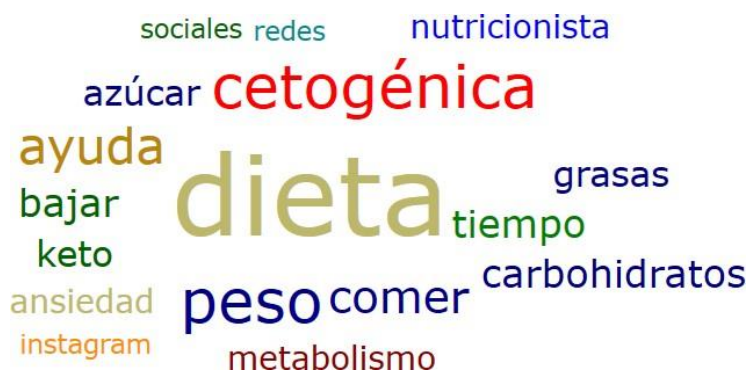 sociales redes nutricionista
azúcar cetogénica
ayuda
dieta
grasas
bajar
tiempo
keto
carbohidratos
ansiedad
peso comer
instagram
metabolismo